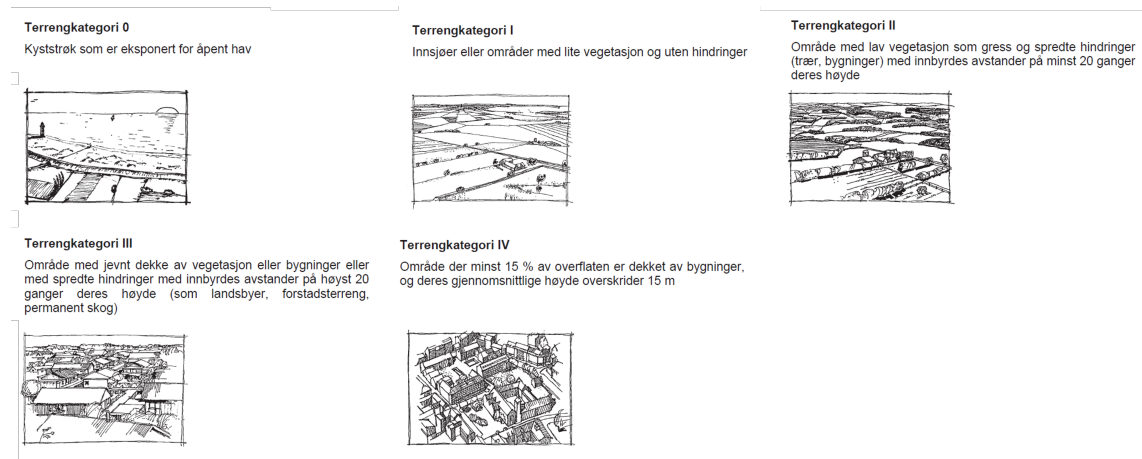 Terrengkategori 0
Kyststrøk som er eksponert for åpent hav
Terrengkategori I
Innsjøer eller områder med lite vegetasjon og uten hindringer
Terrengkategori II
Område med lav vegetasjon som gress og spredte hindringer
(trær, bygninger) med innbyrdes avstander på minst 20 ganger
deres høyde
Terrengkategori III
Område med jevnt dekke av vegetasjon eller bygninger eller
med spredte hindringer med innbyrdes avstander på høyst 20
ganger deres høyde (som landsbyer, forstadsterreng,
permanent skog)
Terrengkategori IV
Område der minst 15 % av overflaten er dekket av bygninger,
og deres gjennomsnittlige høyde overskrider 15 m